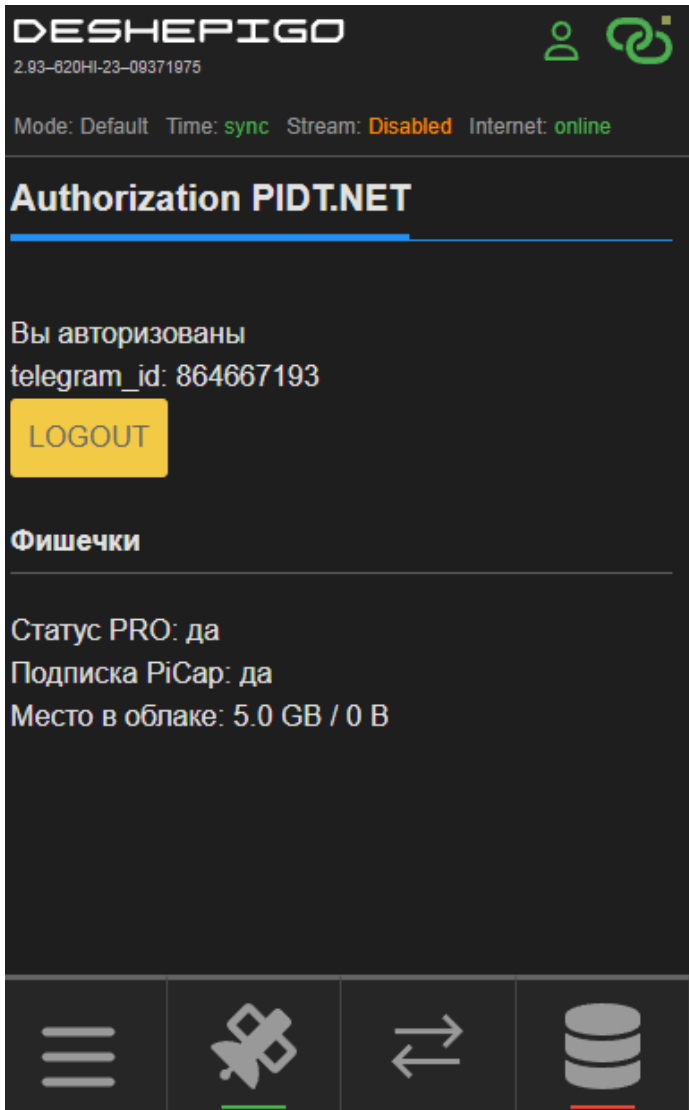 DESHEPIGO
2.93–620HI-23–09371975
Mode: Default Time: sync Stream: Disabled Internet: online
Authorization PIDT.NET
Вы авторизованы
telegram_id: 864667193
LOGOUT
Фишечки
Статус PRO: да
Подписка PiCap: да
Место в облаке: 5.0 GB / 0 B